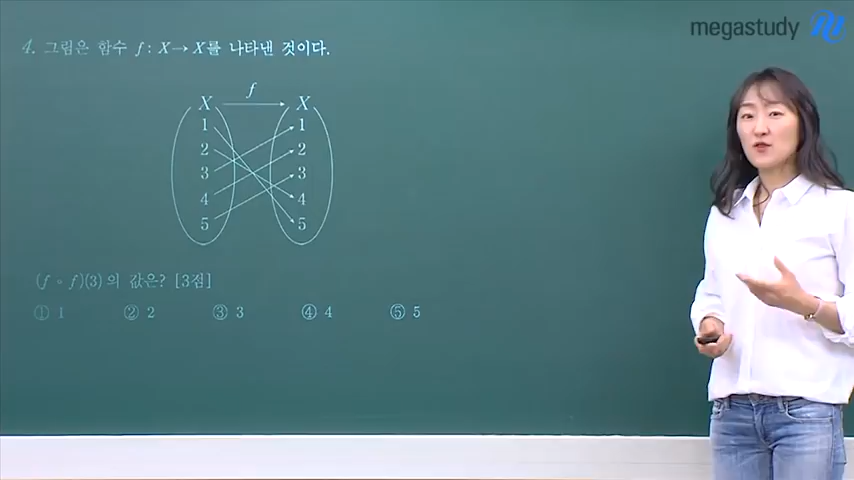 megastudy
4. 그림은 함수 f : X→X를 나타낸 것이다.
f
X X
1 1
2 2
3 3
4 4
5 5
(f∘f)(3)의 값은? [3점]
① 1 ② 2 ③ 3 ④ 4 ⑤ 5